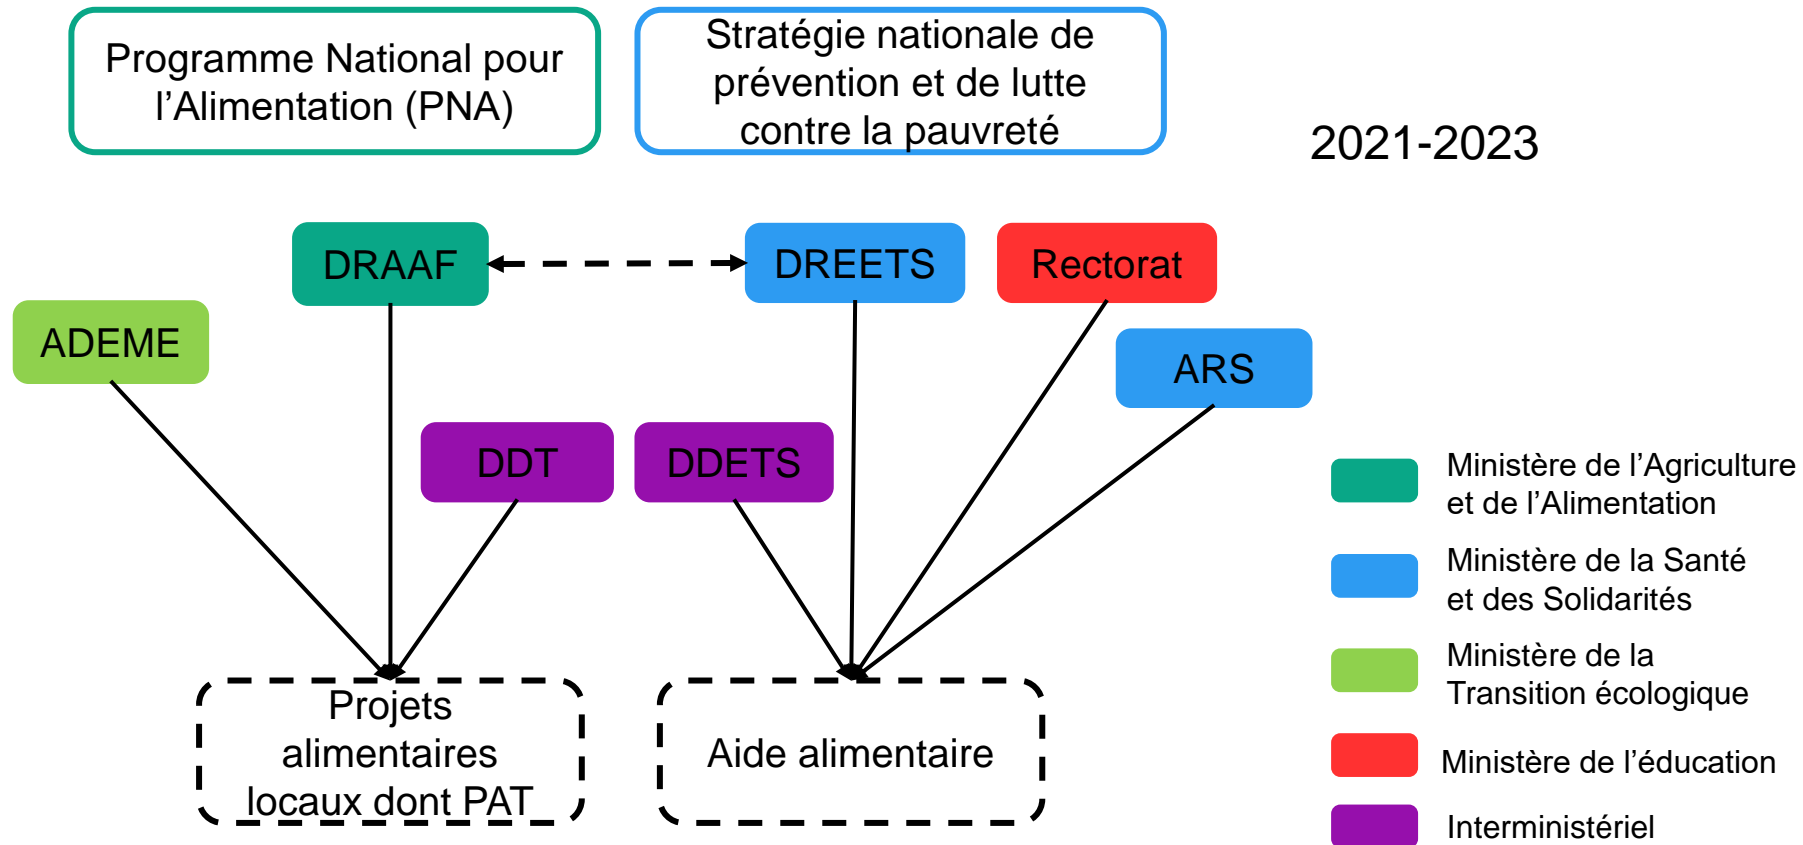 Programme National pour
l’Alimentation (PNA)
Stratégie nationale de
prévention et de lutte
contre la pauvreté
2021-2023
DRAAF
DREETS
Rectorat
ADEME
ARS
DDT
DDETS
Projets
alimentaires
locaux dont PAT
Aide alimentaire
Ministère de l’Agriculture
et de l’Alimentation
Ministère de la Santé
et des Solidarités
Ministère de la
Transition écologique
Ministère de l’éducation
Interministériel